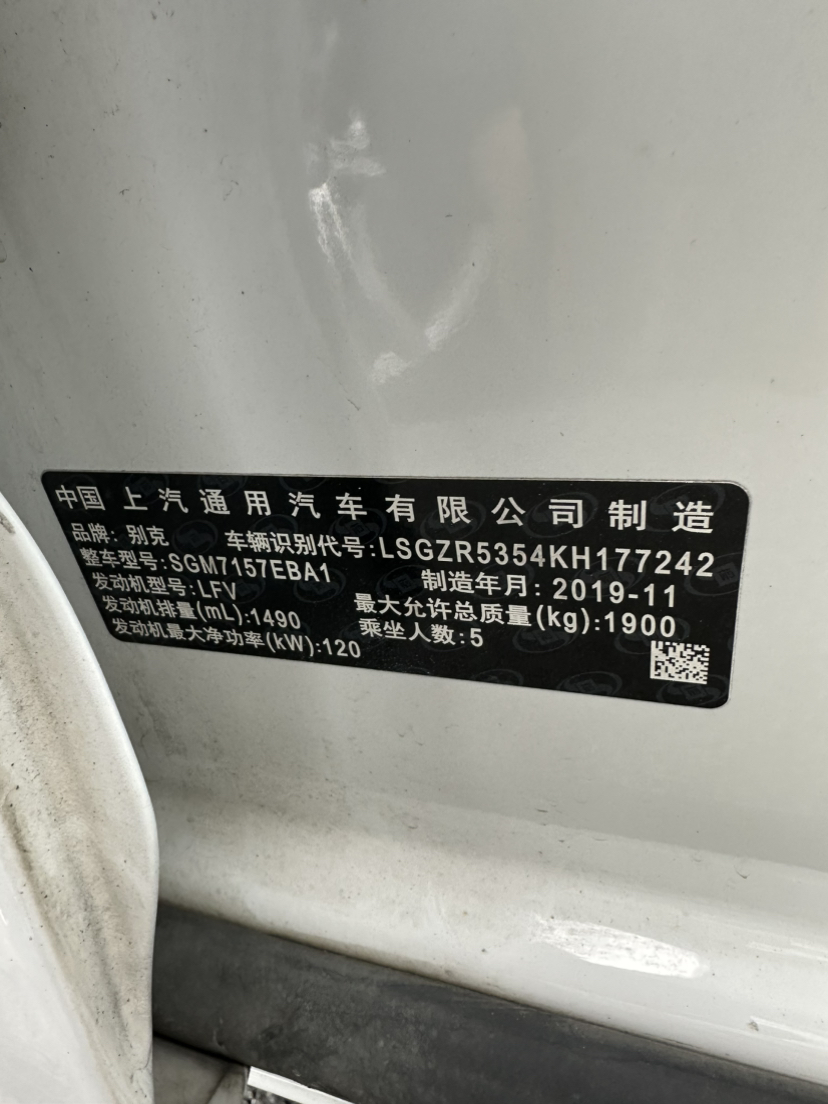 中国 上汽通用汽车有限公司制造
品牌: 别克 车辆识别代号:LSGZR5354KH177242
整车型号:SGM7157EBA1 制造年月: 2019-11
发动机型号:LFV 最大允许总质量(kg):1900
发动机排量(mL):1490 乘坐人数:5
发动机最大净功率(kW):120